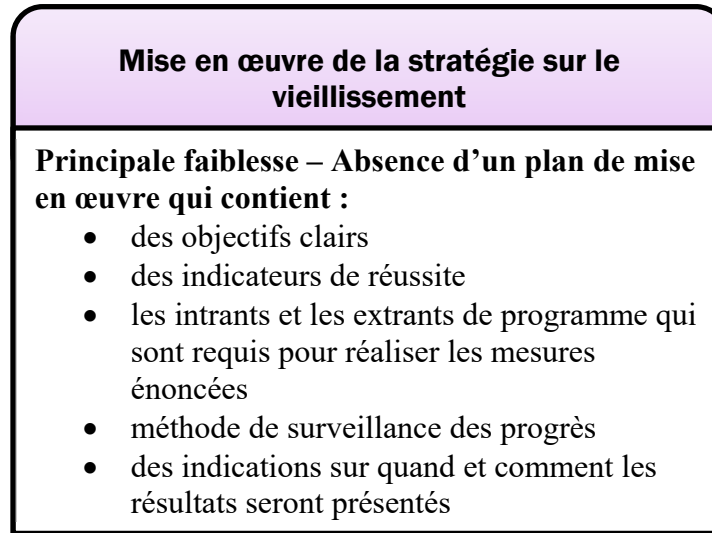 Mise en œuvre de la stratégie sur le
vieillissement
Principale faiblesse – Absence d’un plan de mise
en œuvre qui contient :
• des objectifs clairs
• des indicateurs de réussite
• les intrants et les extrants de programme qui
sont requis pour réaliser les mesures
énoncées
• méthode de surveillance des progrès
• des indications sur quand et comment les
résultats seront présentés